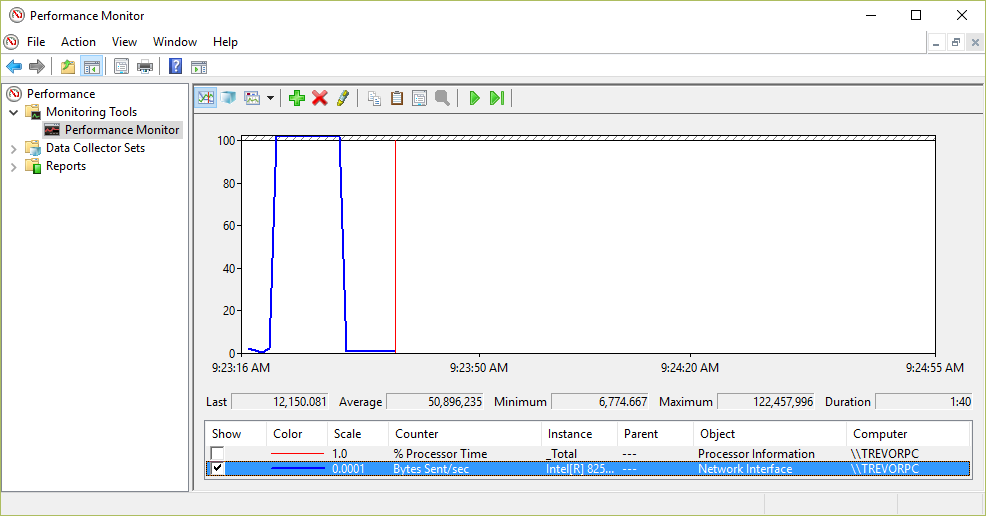 Performance Monitor
File Action View Window Help
Performance
Monitoring Tools
Performance Monitor
Data Collector Sets
Reports
100
80
60
40
20
0
9:23:16 AM 9:23:50 AM 9:24:20 AM 9:24:55 AM
Last 12,150.081 Average 50,896,235 Minimum 6,774.667 Maximum 122,457,996 Duration 1:40
Show Color Scale Counter Instance Parent Object Computer
1.0 % Processor Time _Total --- Processor Information \\TREVORPC
0.0001 Bytes Sent/sec Intel[R] 825... --- Network Interface \\TREVORPC